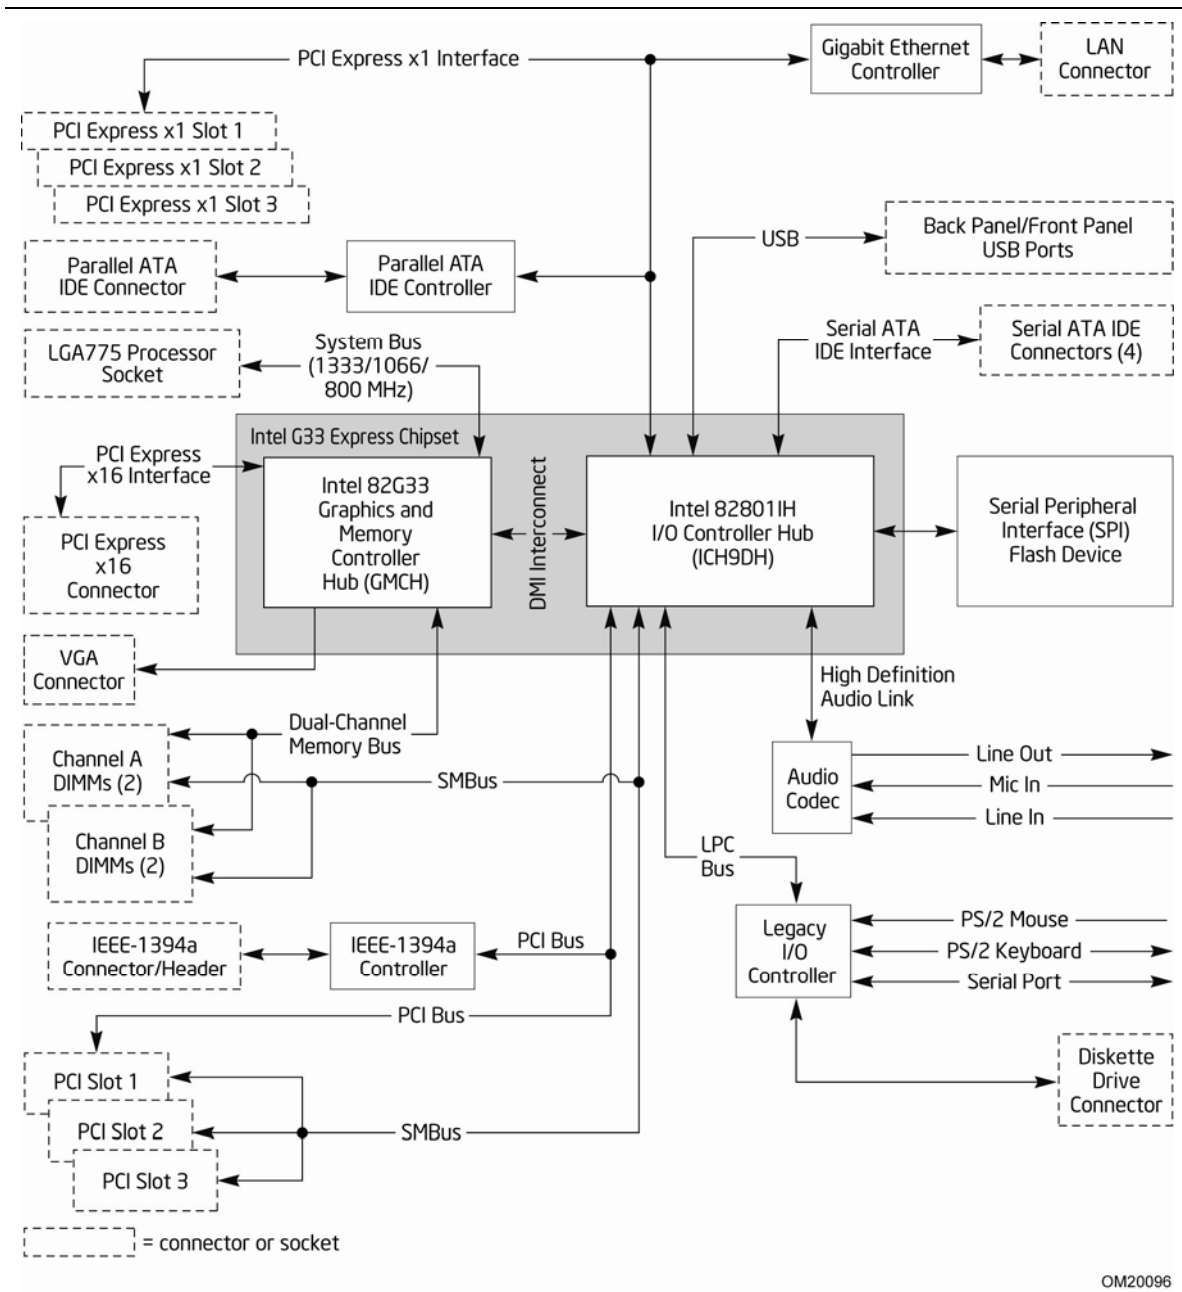 PCI Express x1 Interface
Gigabit Ethernet
Controller
LAN
Connector
PCI Express x1 Slot 1
PCI Express x1 Slot 2
PCI Express x1 Slot 3
USB
Back Panel/Front Panel
USB Ports
Parallel ATA
IDE Connector
Parallel ATA
IDE Controller
LGA775 Processor
Socket
System Bus
(1333/1066/
800 MHz)
Serial ATA
IDE Interface
Serial ATA IDE
Connectors (4)
Intel G33 Express Chipset
PCI Express
x16 Interface
Intel 82G33
Graphics and
Memory
Controller
Hub (GMCH)
DMI Interconnect
Intel 82801IH
I/O Controller Hub
(ICH9DH)
Serial Peripheral
Interface (SPI)
Flash Device
PCI Express
x16
Connector
VGA
Connector
High Definition
Audio Link
Dual-Channel
Memory Bus
Channel A
DIMMs (2)
SMBus
Channel B
DIMMs (2)
Audio
Codec
Line Out
Mic In
Line In
LPC
Bus
IEEE-1394a
Connector/Header
IEEE-1394a
Controller
PCI Bus
Legacy
I/O
Controller
PS/2 Mouse
PS/2 Keyboard
Serial Port
PCI Bus
PCI Slot 1
PCI Slot 2
PCI Slot 3
SMBus
Diskette
Drive
Connector
= connector or socket
OM20096